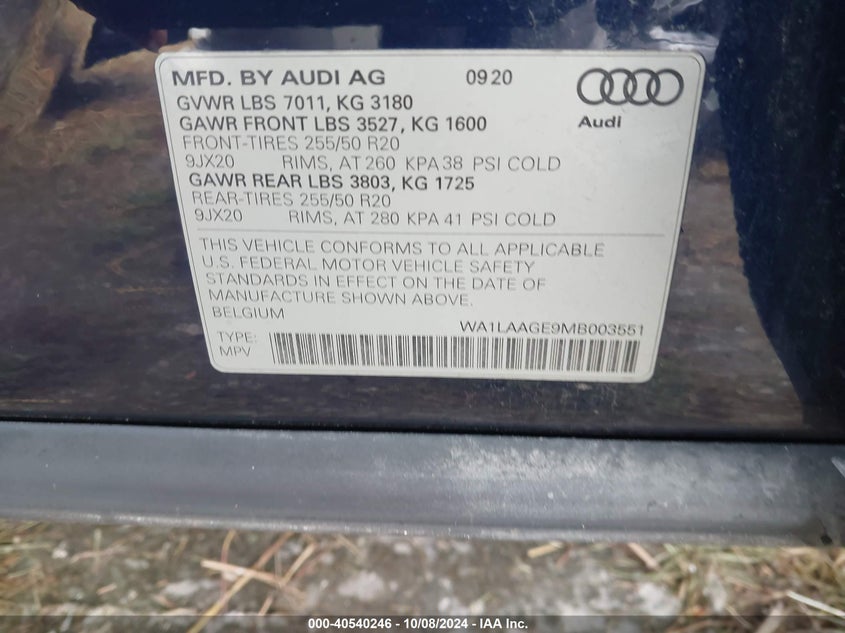 MFD. BY AUDI AG 0920
GVWR LBS 7011, KG 3180
GAWR FRONT LBS 3527, KG 1600
Audi
FRONT-TIRES 255/50 R20
9JX20 RIMS, AT 260 KPA 38 PSI COLD
GAWR REAR LBS 3803, KG 1725
REAR-TIRES 255/50 R20
9JX20 RIMS, AT 280 KPA 41 PSI COLD
THIS VEHICLE CONFORMS TO ALL APPLICABLE
U.S. FEDERAL MOTOR VEHICLE SAFETY
STANDARDS IN EFFECT ON THE DATE OF
MANUFACTURE SHOWN ABOVE.
BELGIUM
WA1LAAGE9MB003551
TYPE:
MPV
000-40540246 - 10/08/2024 - IAA Inc.